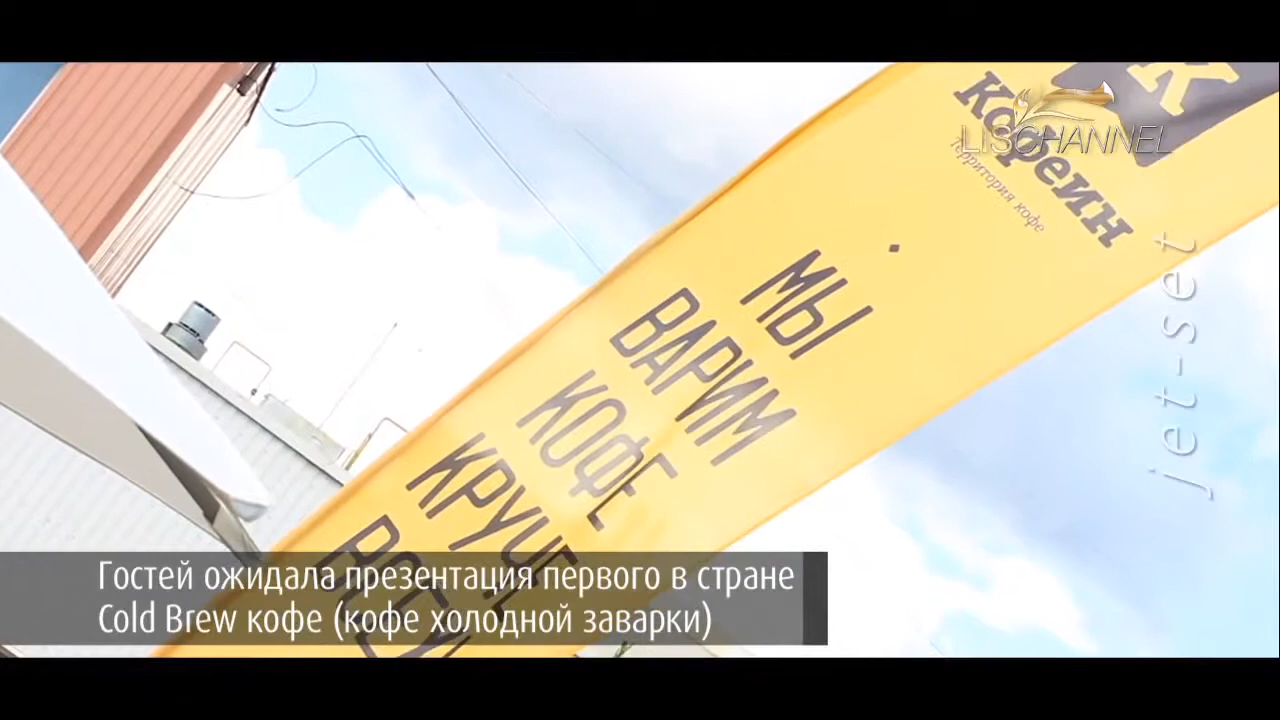 К
Кофеин
территория кофе
LISCHANNEL
jet-set
МЫ
ВАРИМ
КОФЕ
КРУЧЕ
Гостей ожидала презентация первого в стране
Cold Brew кофе (кофе холодной заварки)